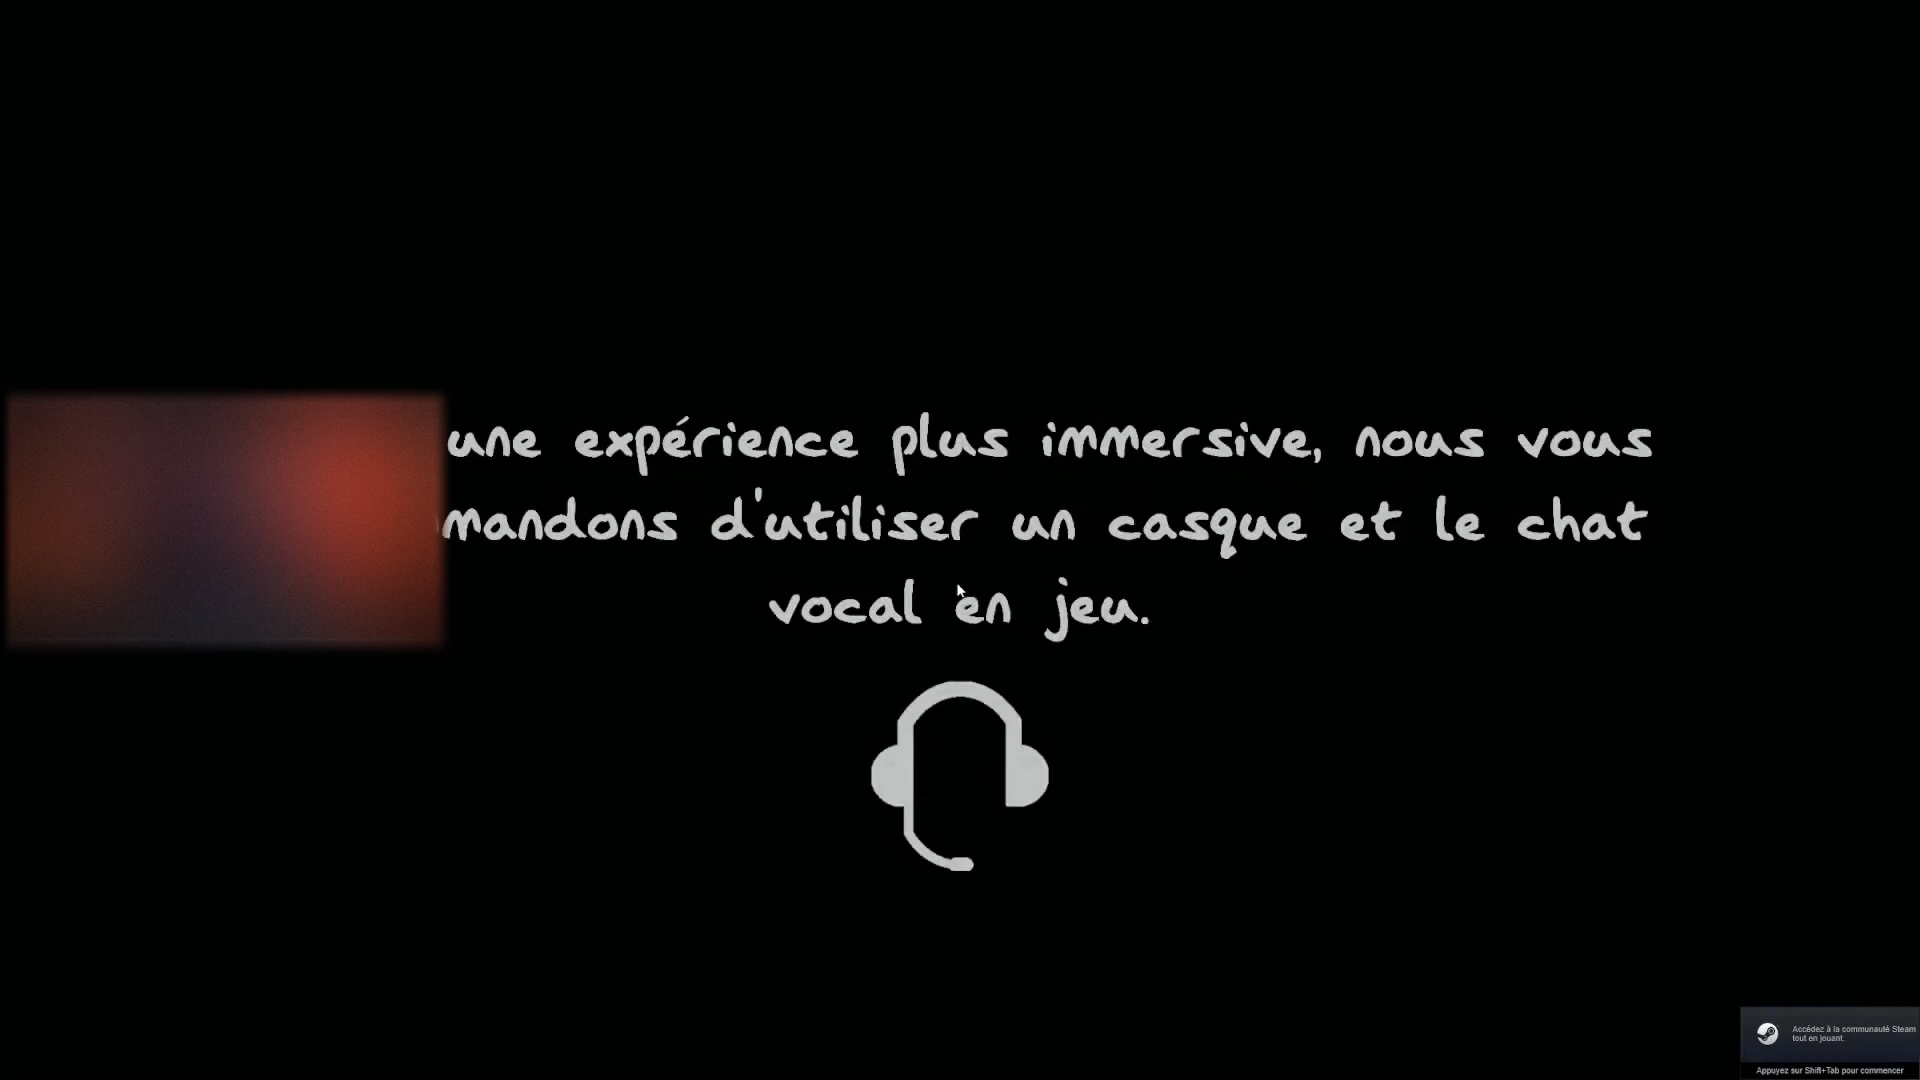 une expérience plus immersive, nous vous
mandons d'utiliser un casque et le chat
vocal en jeu.
Accédez à la communauté Steam
tout en jouant.
Appuyez sur Shift+Tab pour commencer